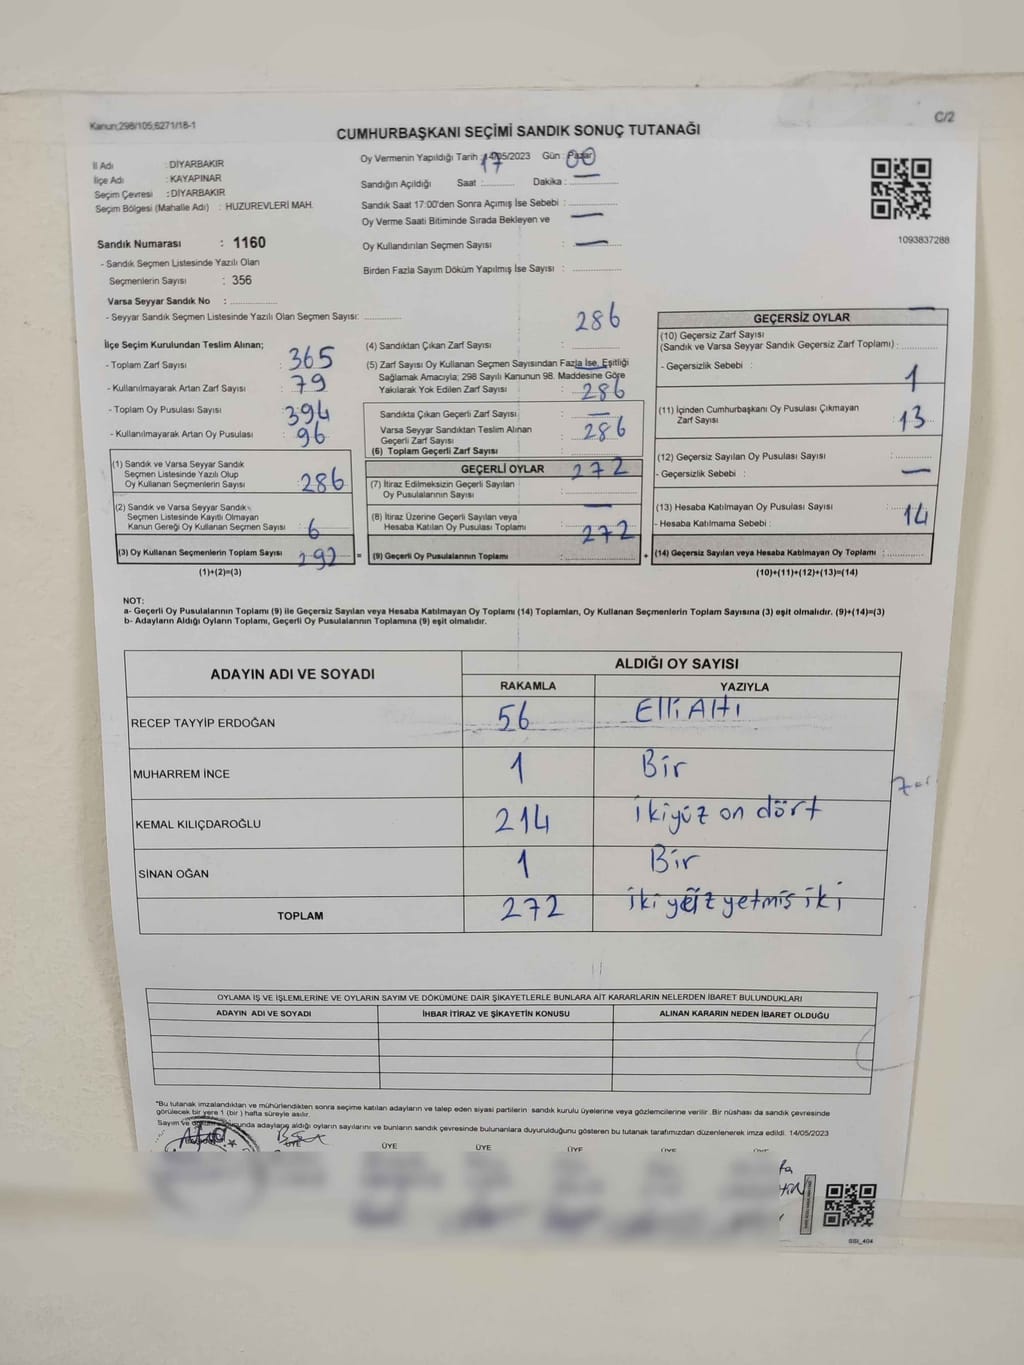 Kanun;298/105;6271/18-1
C/2
CUMHURBAŞKANI SEÇİMİ SANDIK SONUÇ TUTANAĞI
İl Adı : DİYARBAKIR
İlçe Adı : KAYAPINAR
Seçim Çevresi : DİYARBAKIR
Seçim Bölgesi (Mahalle Adı) : HUZUREVLERİ MAH.
Sandık Numarası : 1160
- Sandık Seçmen Listesinde Yazılı Olan
Seçmenlerin Sayısı : 356
Varsa Seyyar Sandık No : ..............
- Seyyar Sandık Seçmen Listesinde Yazılı Olan Seçmen Sayısı: ............
Oy Vermenin Yapıldığı Tarih : 14/05/2023 Gün : Pazar
Sandığın Açıldığı Saat : 17 Dakika : 00
Sandık Saat 17:00'den Sonra Açımış İse Sebebi : —
Oy Verme Saati Bitiminde Sırada Bekleyen ve
Oy Kullandırılan Seçmen Sayısı : —
Birden Fazla Sayım Döküm Yapılmış İse Sayısı : —
1093837288
İlçe Seçim Kurulundan Teslim Alınan;
- Toplam Zarf Sayısı : 365
- Kullanılmayarak Artan Zarf Sayısı : 79
- Toplam Oy Pusulası Sayısı : 394
- Kullanılmayarak Artan Oy Pusulası : 96
(1) Sandık ve Varsa Seyyar Sandık
Seçmen Listesinde Yazılı Olup
Oy Kullanan Seçmenlerin Sayısı : 286
(2) Sandık ve Varsa Seyyar Sandık
Seçmen Listesinde Kayıtlı Olmayan
Kanun Gereği Oy Kullanan Seçmen Sayısı : 6
(3) Oy Kullanan Seçmenlerin Toplam Sayısı : 292
(1)+(2)=(3)
(4) Sandıktan Çıkan Zarf Sayısı : 286
(5) Zarf Sayısı Oy Kullanan Seçmen Sayısından Fazla İse, Eşitliği
Sağlamak Amacıyla; 298 Sayılı Kanunun 98. Maddesine Göre
Yakılarak Yok Edilen Zarf Sayısı : —
Sandıkta Çıkan Geçerli Zarf Sayısı : 286
Varsa Seyyar Sandıktan Teslim Alınan
Geçerli Zarf Sayısı : —
(6) Toplam Geçerli Zarf Sayısı : 286
GEÇERLİ OYLAR
(7) İtiraz Edilmeksizin Geçerli Sayılan
Oy Pusulalarının Sayısı : 272
(8) İtiraz Üzerine Geçerli Sayılan veya
Hesaba Katılan Oy Pusulaları Toplamı : —
= (9) Geçerli Oy Pusulalarının Toplamı : 272
GEÇERSİZ OYLAR
(10) Geçersiz Zarf Sayısı
(Sandık ve Varsa Seyyar Sandık Geçersiz Zarf Toplamı) : —
- Geçersizlik Sebebi :
(11) İçinden Cumhurbaşkanı Oy Pusulası Çıkmayan
Zarf Sayısı : 1
(12) Geçersiz Sayılan Oy Pusulası Sayısı : 13
- Geçersizlik Sebebi :
(13) Hesaba Katılmayan Oy Pusulası Sayısı : —
- Hesaba Katılmama Sebebi :
+ (14) Geçersiz Sayılan veya Hesaba Katılmayan Oy Toplamı : 14
(10)+(11)+(12)+(13)=(14)
NOT:
a- Geçerli Oy Pusulalarının Toplamı (9) ile Geçersiz Sayılan veya Hesaba Katılmayan Oy Toplamı (14) Toplamları, Oy Kullanan Seçmenlerin Toplam Sayısına (3) eşit olmalıdır. (9)+(14)=(3)
b- Adayların Aldığı Oyların Toplamı, Geçerli Oy Pusulalarının Toplamına (9) eşit olmalıdır.
ADAYIN ADI VE SOYADI ALDIĞI OY SAYISI
RAKAMLA YAZIYLA
RECEP TAYYİP ERDOĞAN 56 Elli Altı
MUHARREM İNCE 1 Bir
KEMAL KILIÇDAROĞLU 214 ikiyüz on dört
SİNAN OĞAN 1 Bir
TOPLAM 272 iki yüz yetmiş iki
OYLAMA İŞ VE İŞLEMLERİNE VE OYLARIN SAYIM VE DÖKÜMÜNE DAİR ŞİKAYETLERLE BUNLARA AİT KARARLARIN NELERDEN İBARET BULUNDUKLARI
ADAYIN ADI VE SOYADI İHBAR İTİRAZ VE ŞİKAYETİN KONUSU ALINAN KARARIN NEDEN İBARET OLDUĞU
"Bu tutanak imzalandıktan ve mühürlendikten sonra seçime katılan adayların ve talep eden siyasi partilerin sandık kurulu üyelerine veya gözlemcilerine verilir. Bir nüshası da sandık çevresinde
görülecek bir yere 1 (bir ) hafta süreyle asılır.
Sayım ve adayların aldığı oyların sayılarını ve bunların sandık çevresinde bulunanlara duyurulduğunu gösteren bu tutanak tarafımızdan düzenlenerek imza edildi. 14/05/2023
ÜYE ÜYE ÜYE ÜYE
SSI_404